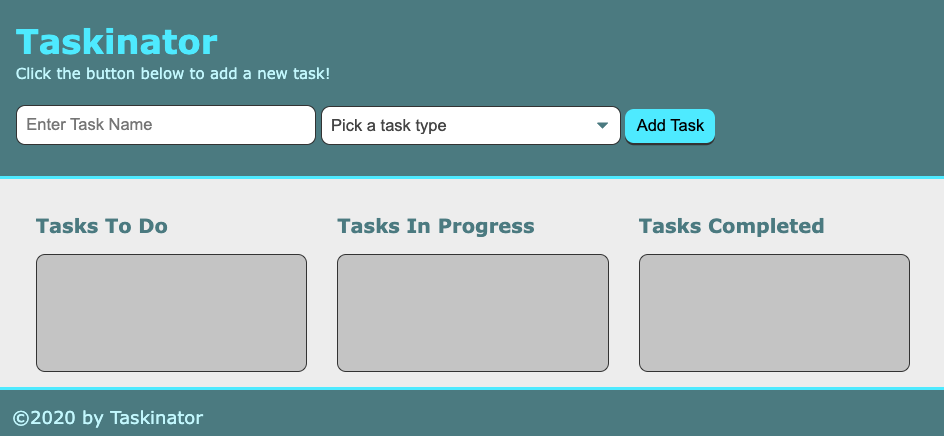 Taskinator
Click the button below to add a new task!
Enter Task Name
Pick a task type
Add Task
Tasks To Do
Tasks In Progress
Tasks Completed
©2020 by Taskinator